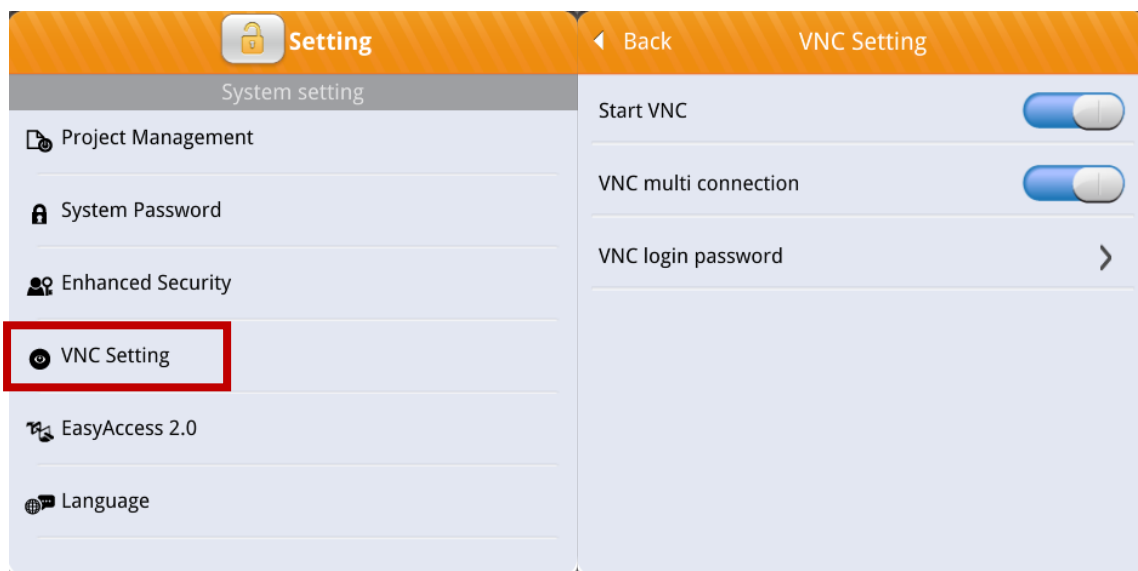 Setting
System setting
Project Management
System Password
Enhanced Security
VNC Setting
EasyAccess 2.0
Language
Back
VNC Setting
Start VNC
VNC multi connection
VNC login password